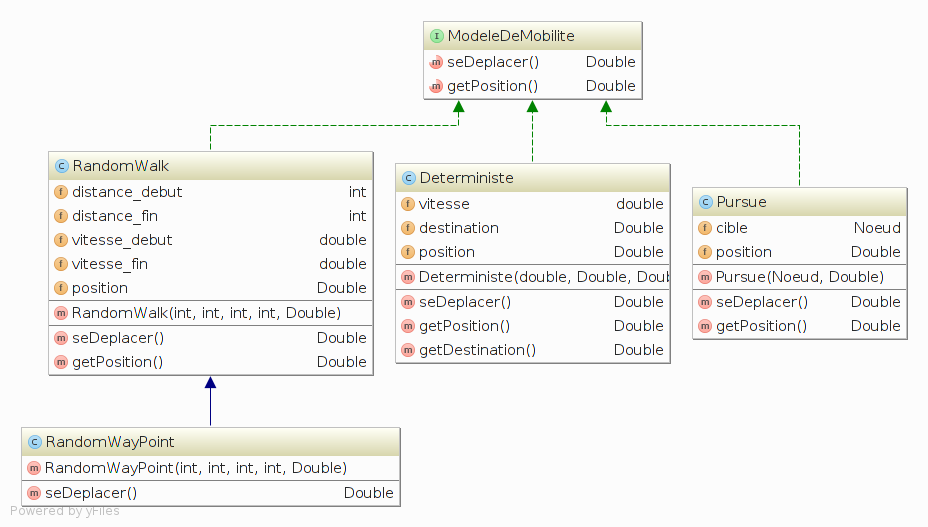 I ModeleDeMobilite
m seDeplacer() Double
m getPosition() Double
C RandomWalk
f distance_debut int
f distance_fin int
f vitesse_debut double
f vitesse_fin double
f position Double
m RandomWalk(int, int, int, int, Double)
m seDeplacer() Double
m getPosition() Double
C Deterministe
f vitesse double
f destination Double
f position Double
m Deterministe(double, Double, Doub
m seDeplacer() Double
m getPosition() Double
m getDestination() Double
C Pursue
f cible Noeud
f position Double
m Pursue(Noeud, Double)
m seDeplacer() Double
m getPosition() Double
C RandomWayPoint
m RandomWayPoint(int, int, int, int, Double)
m seDeplacer() Double
Powered by yFiles